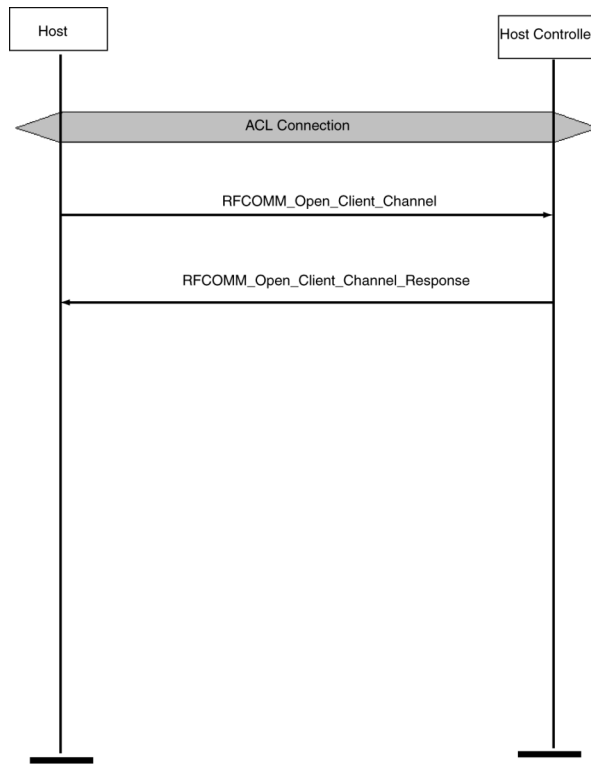 Host
Host Controlle
ACL Connection
RFCOMM_Open_Client_Channel
RFCOMM_Open_Client_Channel_Response